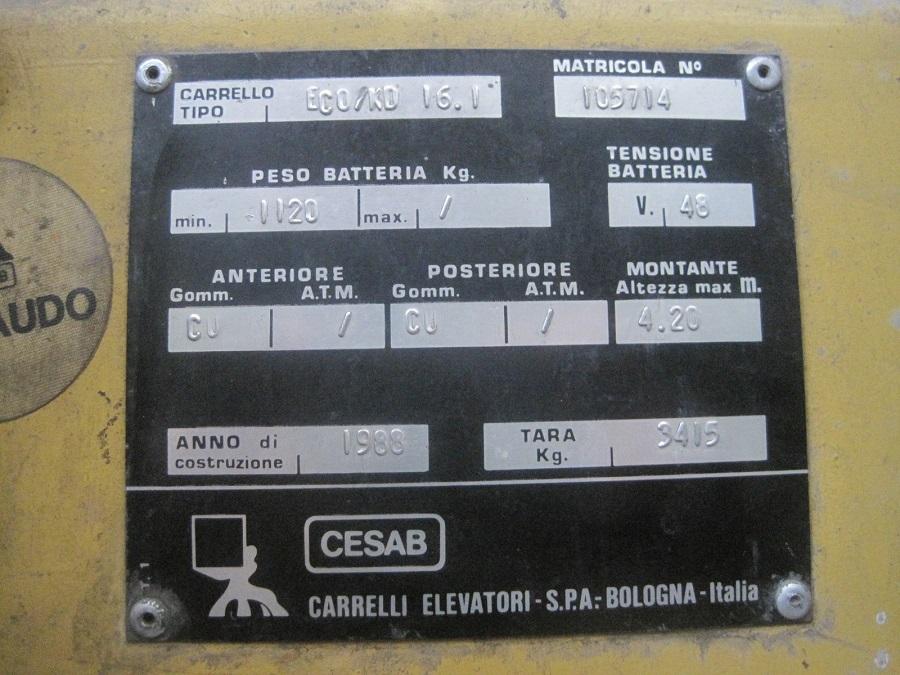 CARRELLO TIPO ECO/KD 16.1
MATRICOLA Nº
105714
PESO BATTERIA Kg.
min. 1120 max. /
TENSIONE
BATTERIA
V. 48
ANTERIORE
Gomm. A.T.M.
CU /
POSTERIORE
Gomm. A.T.M.
CU /
MONTANTE
Altezza max m.
4.20
ANNO di
costruzione 1988
TARA
Kg. 3415
CESAB
CARRELLI ELEVATORI - S.P.A. - BOLOGNA - Italia
AUDO